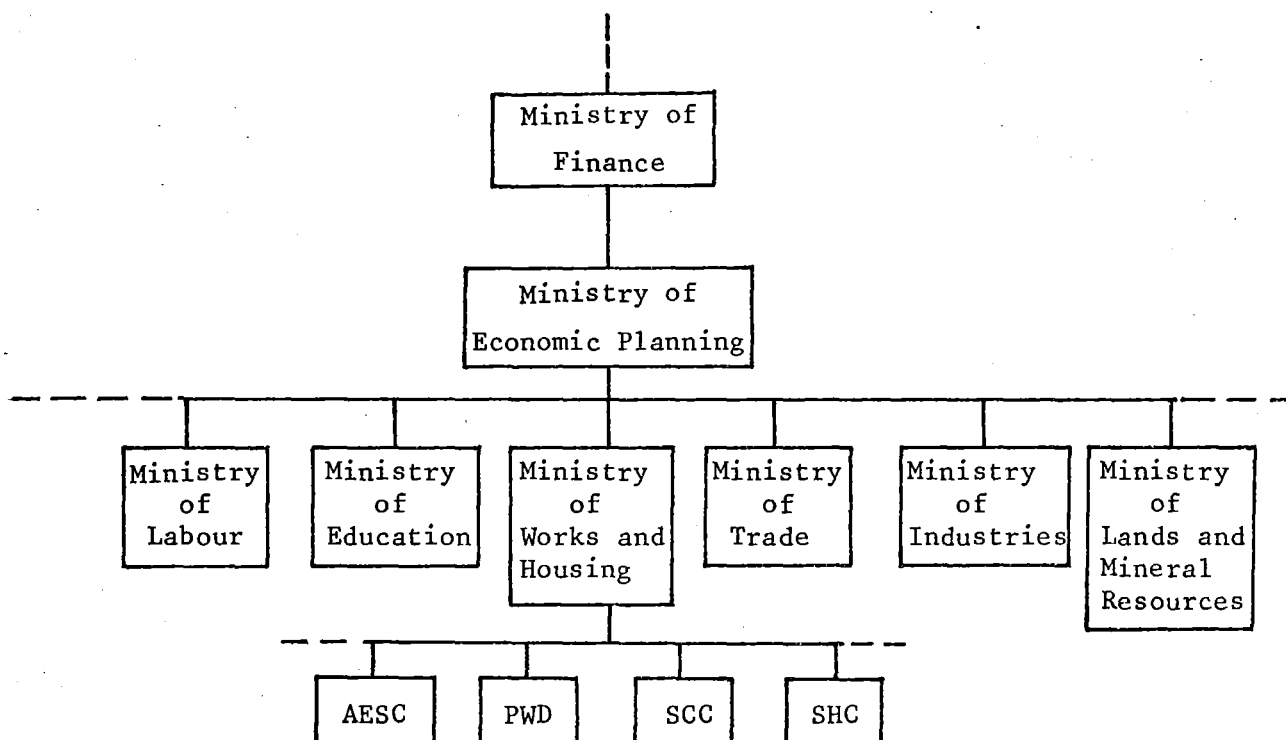 Ministry of
Finance
Ministry of
Economic Planning
Ministry
of
Labour
Ministry
of
Education
Ministry
of
Works and
Housing
Ministry
of
Trade
Ministry
of
Industries
Ministry
of
Lands and
Mineral
Resources
AESC
PWD
SCC
SHC